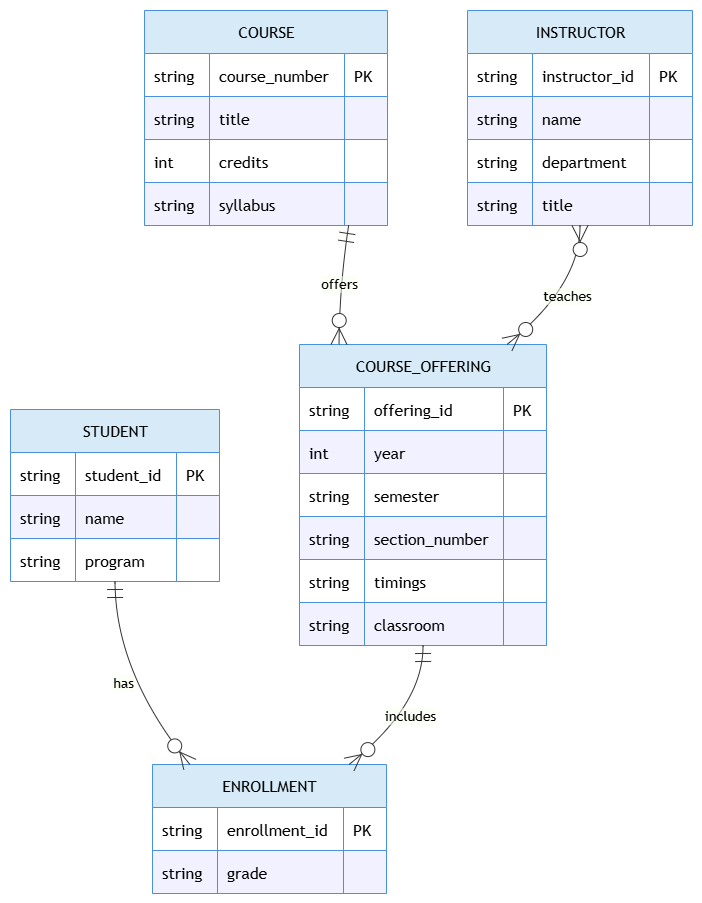 COURSE
string course_number PK
string title
int credits
string syllabus
INSTRUCTOR
string instructor_id PK
string name
string department
string title
offers
teaches
COURSE_OFFERING
string offering_id PK
int year
string semester
string section_number
string timings
string classroom
STUDENT
string student_id PK
string name
string program
has
includes
ENROLLMENT
string enrollment_id PK
string grade